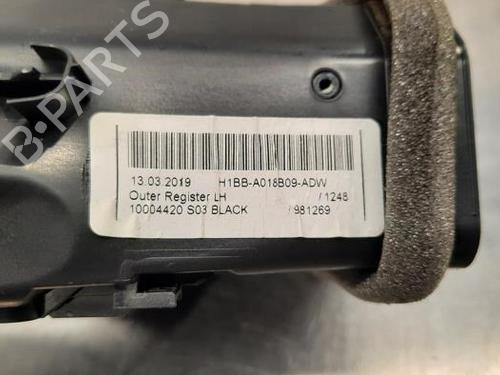 13.03.2019 H1BB-A018B09-ADW
Outer Register LH /1248
10004420 S03 BLACK /981269
B-PARTS